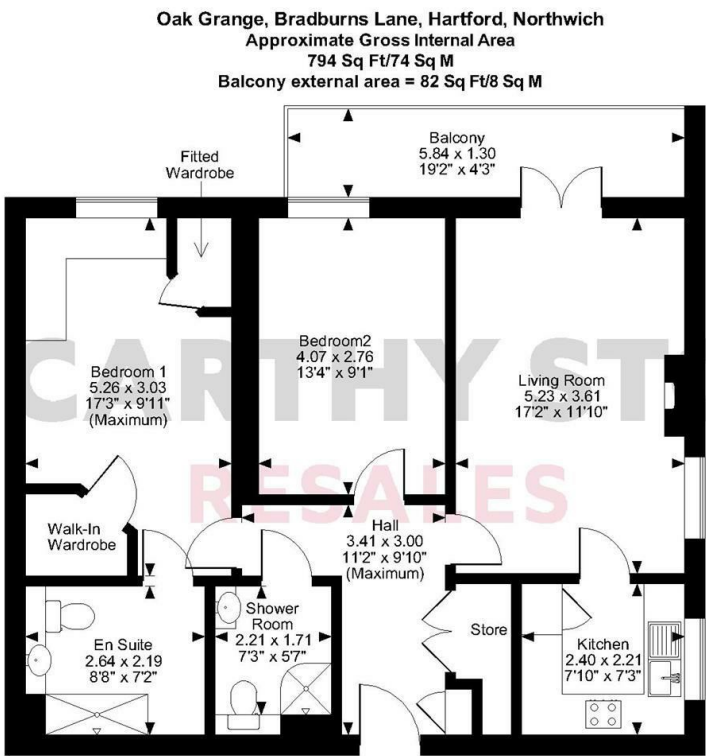 Oak Grange, Bradburns Lane, Hartford, Northwich
Approximate Gross Internal Area
794 Sq Ft/74 Sq M
Balcony external area = 82 Sq Ft/8 Sq M
Balcony
5.84 x 1.30
19'2" x 4'3"
Fitted
Wardrobe
Bedroom 1
5.26 x 3.03
17'3" x 9'11"
(Maximum)
Bedroom2
4.07 x 2.76
13'4" x 9'1"
Living Room
5.23 x 3.61
17'2" x 11'10"
CARTHY ST
RESALES
Walk-In
Wardrobe
Hall
3.41 x 3.00
11'2" x 9'10"
(Maximum)
En Suite
2.64 x 2.19
8'8" x 7'2"
Shower
Room
2.21 x 1.71
7'3" x 5'7"
Store
Kitchen
2.40 x 2.21
7'10" x 7'3"